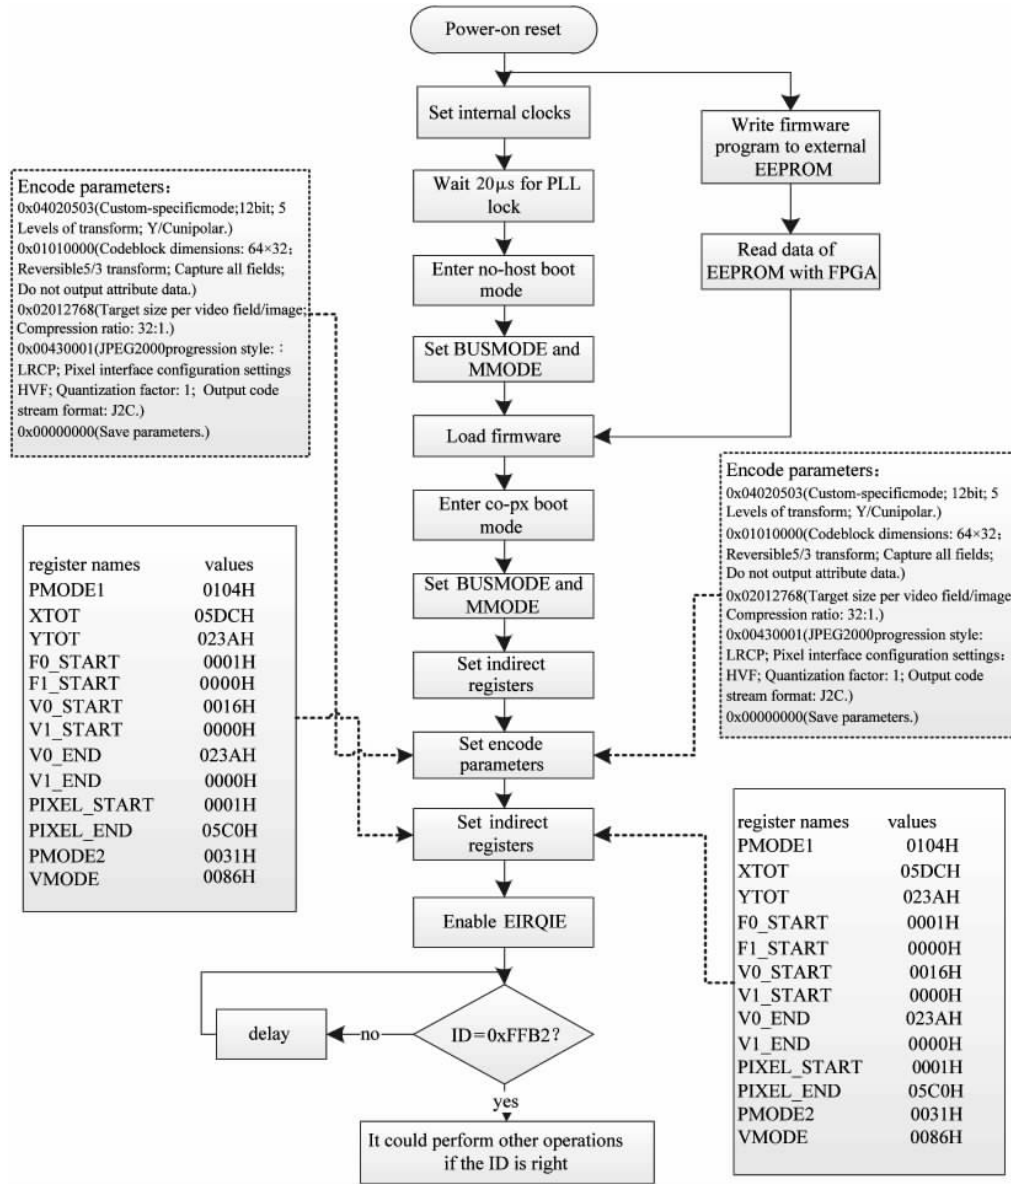 Power-on reset
Set internal clocks
Write firmware
program to external
EEPROM
Wait 20μs for PLL
lock
Read data of
EEPROM with FPGA
Enter no-host boot
mode
Set BUSMODE and
MMODE
Load firmware
Enter co-px boot
mode
Set BUSMODE and
MMODE
Set indirect
registers
Set encode
parameters
Set indirect
registers
Enable EIRQIE
ID=0xFFB2?
no
delay
yes
It could perform other operations
if the ID is right
Encode parameters:
0x04020503(Custom-specificmode;12bit; 5
Levels of transform; Y/Cunipolar.)
0x01010000(Codeblock dimensions: 64×32;
Reversible5/3 transform; Capture all fields;
Do not output attribute data.)
0x02012768(Target size per video field/image;
Compression ratio: 32:1.)
0x00430001(JPEG2000progression style: :
LRCP; Pixel interface configuration settings
HVF; Quantization factor: 1; Output code
stream format: J2C.)
0x00000000(Save parameters.)
register names values
PMODE1 0104H
XTOT 05DCH
YTOT 023AH
F0_START 0001H
F1_START 0000H
V0_START 0016H
V1_START 0000H
V0_END 023AH
V1_END 0000H
PIXEL_START 0001H
PIXEL_END 05C0H
PMODE2 0031H
VMODE 0086H
Encode parameters:
0x04020503(Custom-specificmode; 12bit; 5
Levels of transform; Y/Cunipolar.)
0x01010000(Codeblock dimensions: 64×32;
Reversible5/3 transform; Capture all fields;
Do not output attribute data.)
0x02012768(Target size per video field/image;
Compression ratio: 32:1.)
0x00430001(JPEG2000progression style:
LRCP; Pixel interface configuration settings:
HVF; Quantization factor: 1; Output code
stream format: J2C.)
0x00000000(Save parameters.)
register names values
PMODE1 0104H
XTOT 05DCH
YTOT 023AH
F0_START 0001H
F1_START 0000H
V0_START 0016H
V1_START 0000H
V0_END 023AH
V1_END 0000H
PIXEL_START 0001H
PIXEL_END 05C0H
PMODE2 0031H
VMODE 0086H